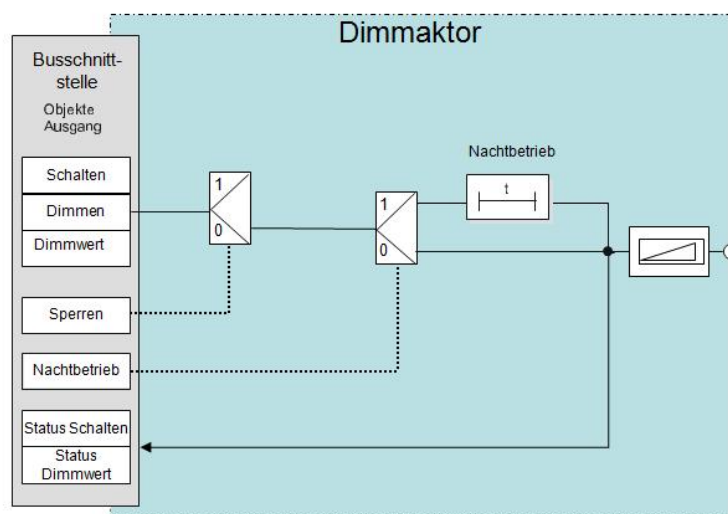 Dimmaktor
Busschnitt-
stelle
Objekte
Ausgang
Schalten
Dimmen
Dimmwert
Sperren
Nachtbetrieb
Status Schalten
Status
Dimmwert
1
0
1
0
Nachtbetrieb
t